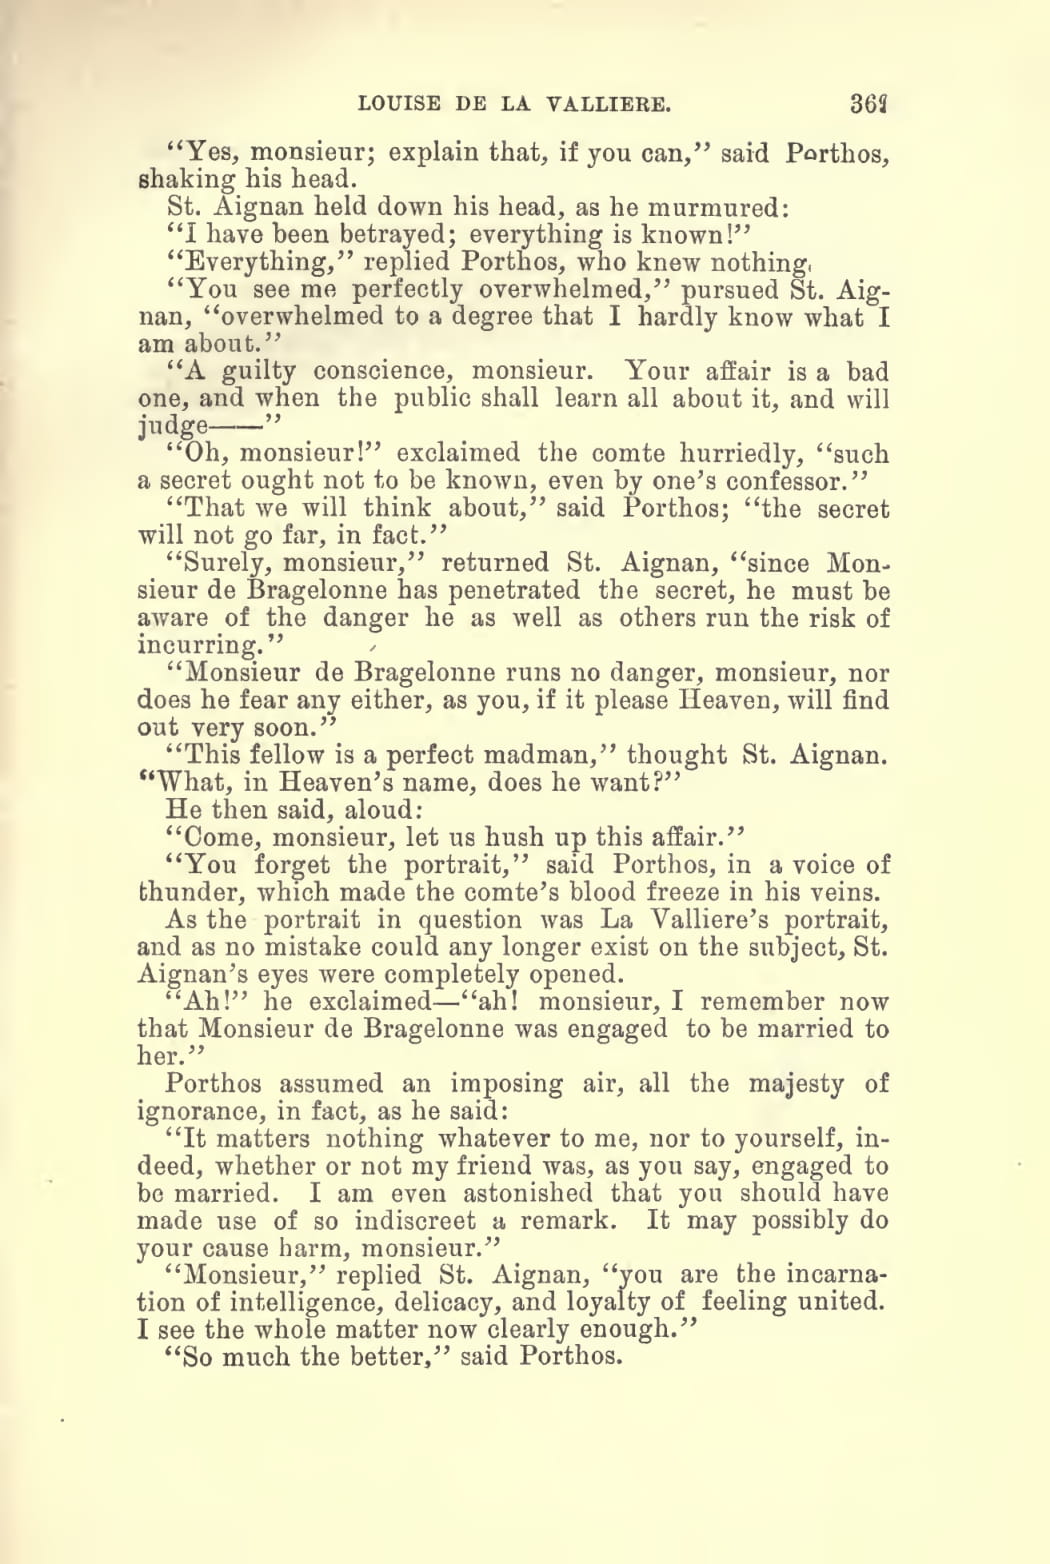 LOUISE DE LA VALLIERE. 369
“Yes, monsieur; explain that, if you can,” said Porthos,
shaking his head.
St. Aignan held down his head, as he murmured:
“I have been betrayed; everything is known!”
“Everything,” replied Porthos, who knew nothing.
“You see me perfectly overwhelmed,” pursued St. Aig-
nan, “overwhelmed to a degree that I hardly know what I
am about.”
“A guilty conscience, monsieur. Your affair is a bad
one, and when the public shall learn all about it, and will
judge——”
“Oh, monsieur!” exclaimed the comte hurriedly, “such
a secret ought not to be known, even by one’s confessor.”
“That we will think about,” said Porthos; “the secret
will not go far, in fact.”
“Surely, monsieur,” returned St. Aignan, “since Mon-
sieur de Bragelonne has penetrated the secret, he must be
aware of the danger he as well as others run the risk of
incurring.”
“Monsieur de Bragelonne runs no danger, monsieur, nor
does he fear any either, as you, if it please Heaven, will find
out very soon.”
“This fellow is a perfect madman,” thought St. Aignan.
“What, in Heaven’s name, does he want?”
He then said, aloud:
“Come, monsieur, let us hush up this affair.”
“You forget the portrait,” said Porthos, in a voice of
thunder, which made the comte’s blood freeze in his veins.
As the portrait in question was La Valliere’s portrait,
and as no mistake could any longer exist on the subject, St.
Aignan’s eyes were completely opened.
“Ah!” he exclaimed—“ah! monsieur, I remember now
that Monsieur de Bragelonne was engaged to be married to
her.”
Porthos assumed an imposing air, all the majesty of
ignorance, in fact, as he said:
“It matters nothing whatever to me, nor to yourself, in-
deed, whether or not my friend was, as you say, engaged to
be married. I am even astonished that you should have
made use of so indiscreet a remark. It may possibly do
your cause harm, monsieur.”
“Monsieur,” replied St. Aignan, “you are the incarna-
tion of intelligence, delicacy, and loyalty of feeling united.
I see the whole matter now clearly enough.”
“So much the better,” said Porthos.